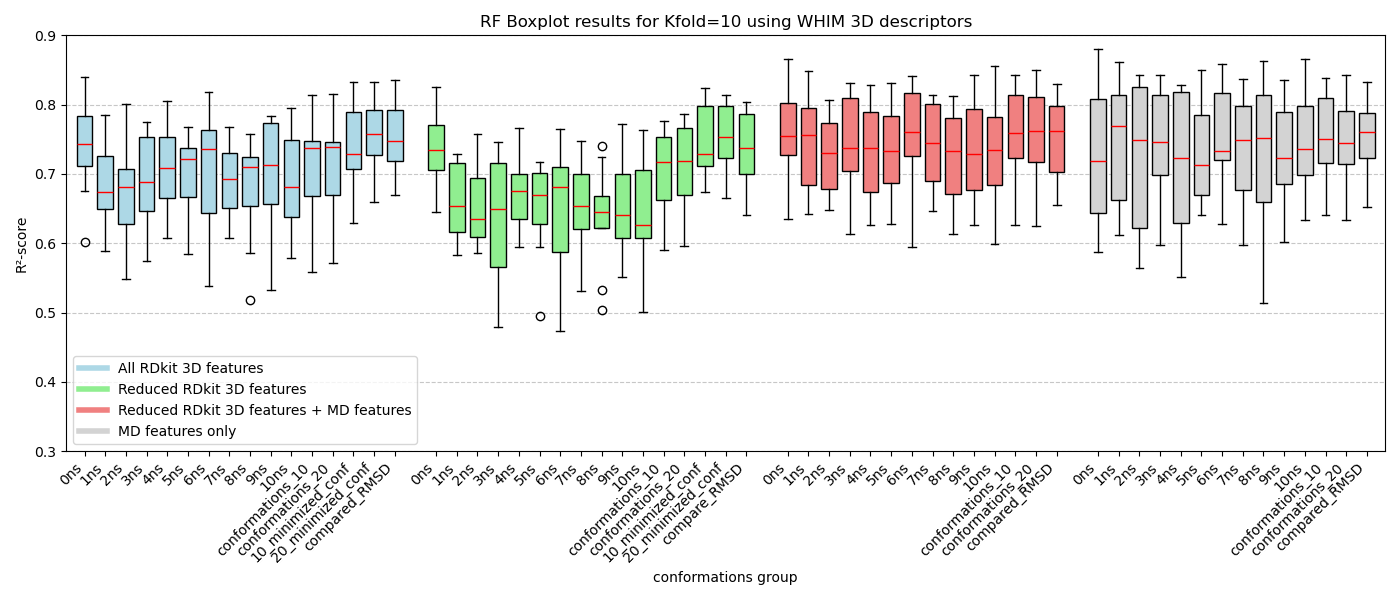 RF Boxplot results for Kfold=10 using WHIM 3D descriptors
R²-score
0.9
0.8
0.7
0.6
0.5
0.4
0.3
All RDkit 3D features
Reduced RDkit 3D features
Reduced RDkit 3D features + MD features
MD features only
0ns
1ns
2ns
3ns
4ns
5ns
6ns
7ns
8ns
9ns
10ns
conformations_10
conformations_20
10_minimized_conf
20_minimized_conf
compared_RMSD
0ns
1ns
2ns
3ns
4ns
5ns
6ns
7ns
8ns
9ns
10ns
conformations_10
conformations_20
10_minimized_conf
20_minimized_conf
compare_RMSD
0ns
1ns
2ns
3ns
4ns
5ns
6ns
7ns
8ns
9ns
10ns
conformations_10
conformations_20
compared_RMSD
0ns
1ns
2ns
3ns
4ns
5ns
6ns
7ns
8ns
9ns
10ns
conformations_10
conformations_20
compared_RMSD
conformations group